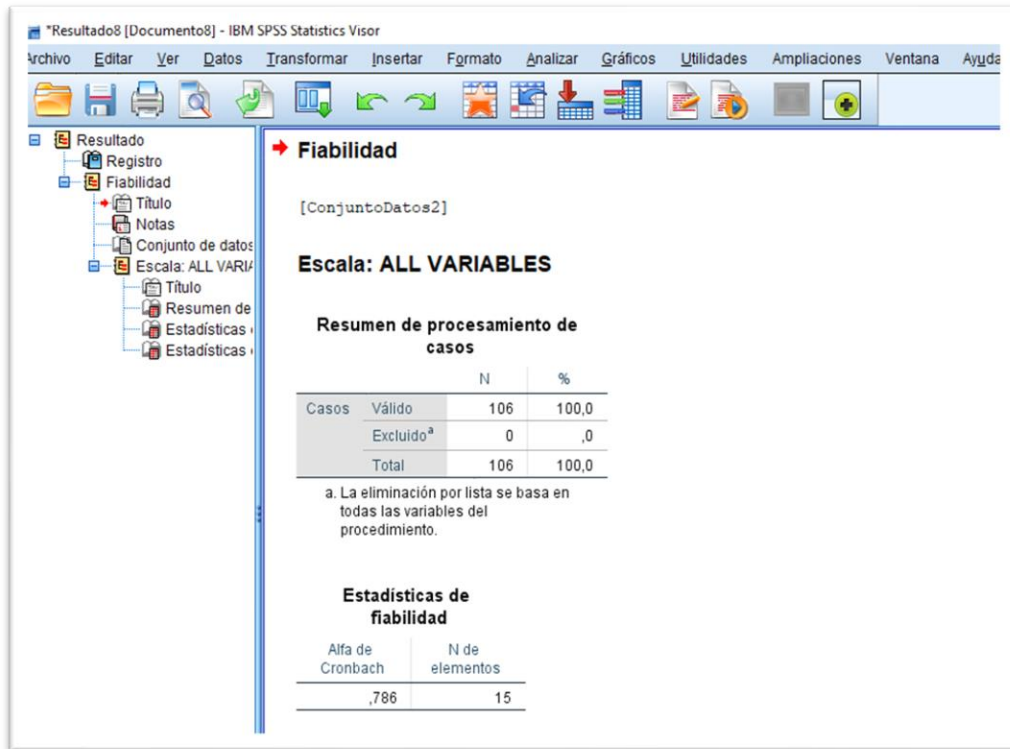 *Resultado8 [Documento8] - IBM SPSS Statistics Visor
Archivo Editar Ver Datos Transformar Insertar Formato Analizar Gráficos Utilidades Ampliaciones Ventana Ayuda
Resultado
Registro
Fiabilidad
Título
Notas
Conjunto de datos
Escala: ALL VARIA
Título
Resumen de
Estadísticas
Estadísticas
Fiabilidad
[ConjuntoDatos2]
Escala: ALL VARIABLES
Resumen de procesamiento de
casos
N %
Casos Válido 106 100,0
Excluido a 0 ,0
Total 106 100,0
a. La eliminación por lista se basa en
todas las variables del
procedimiento.
Estadísticas de
fiabilidad
Alfa de N de
Cronbach elementos
,786 15